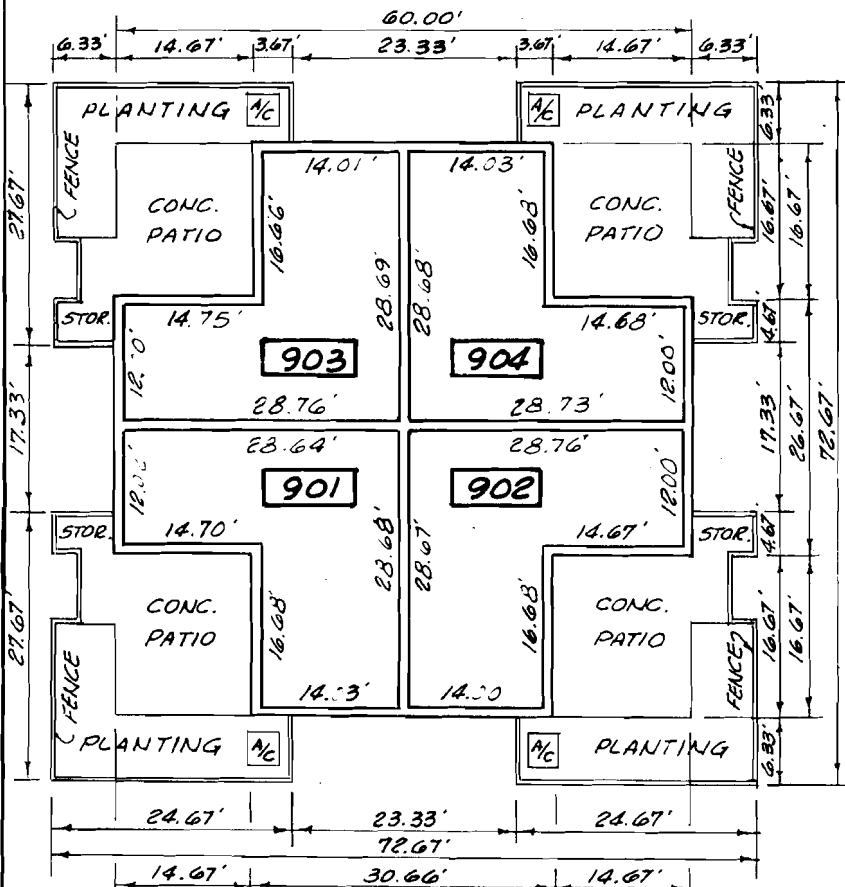 60.00'
6.33' 14.67' 3.67' 23.33' 3.67' 14.67' 6.33'
PLANTING A/C A/C PLANTING
6.33'
27.67'
FENCE
14.01' 14.03'
FENCE
CONC.
PATIO
16.66'
16.68'
CONC.
PATIO
16.67' 16.67'
28.69' 28.68'
STOR. 14.75' 14.68' STOR.
4.67'
903 904
12.00'
28.76' 28.73'
17.33' 17.33' 26.67' 72.67'
28.64' 28.76'
901 902
12.00'
STOR. 14.70' 14.67' STOR.
4.67'
28.68' 28.67'
27.67'
CONC.
PATIO
16.68' 16.68'
CONC.
PATIO
16.67' 16.67'
FENCE
FENCE
PLANTING A/C A/C PLANTING
6.33'
24.67' 23.33' 24.67'
72.67'
14.67' 30.66' 14.67'